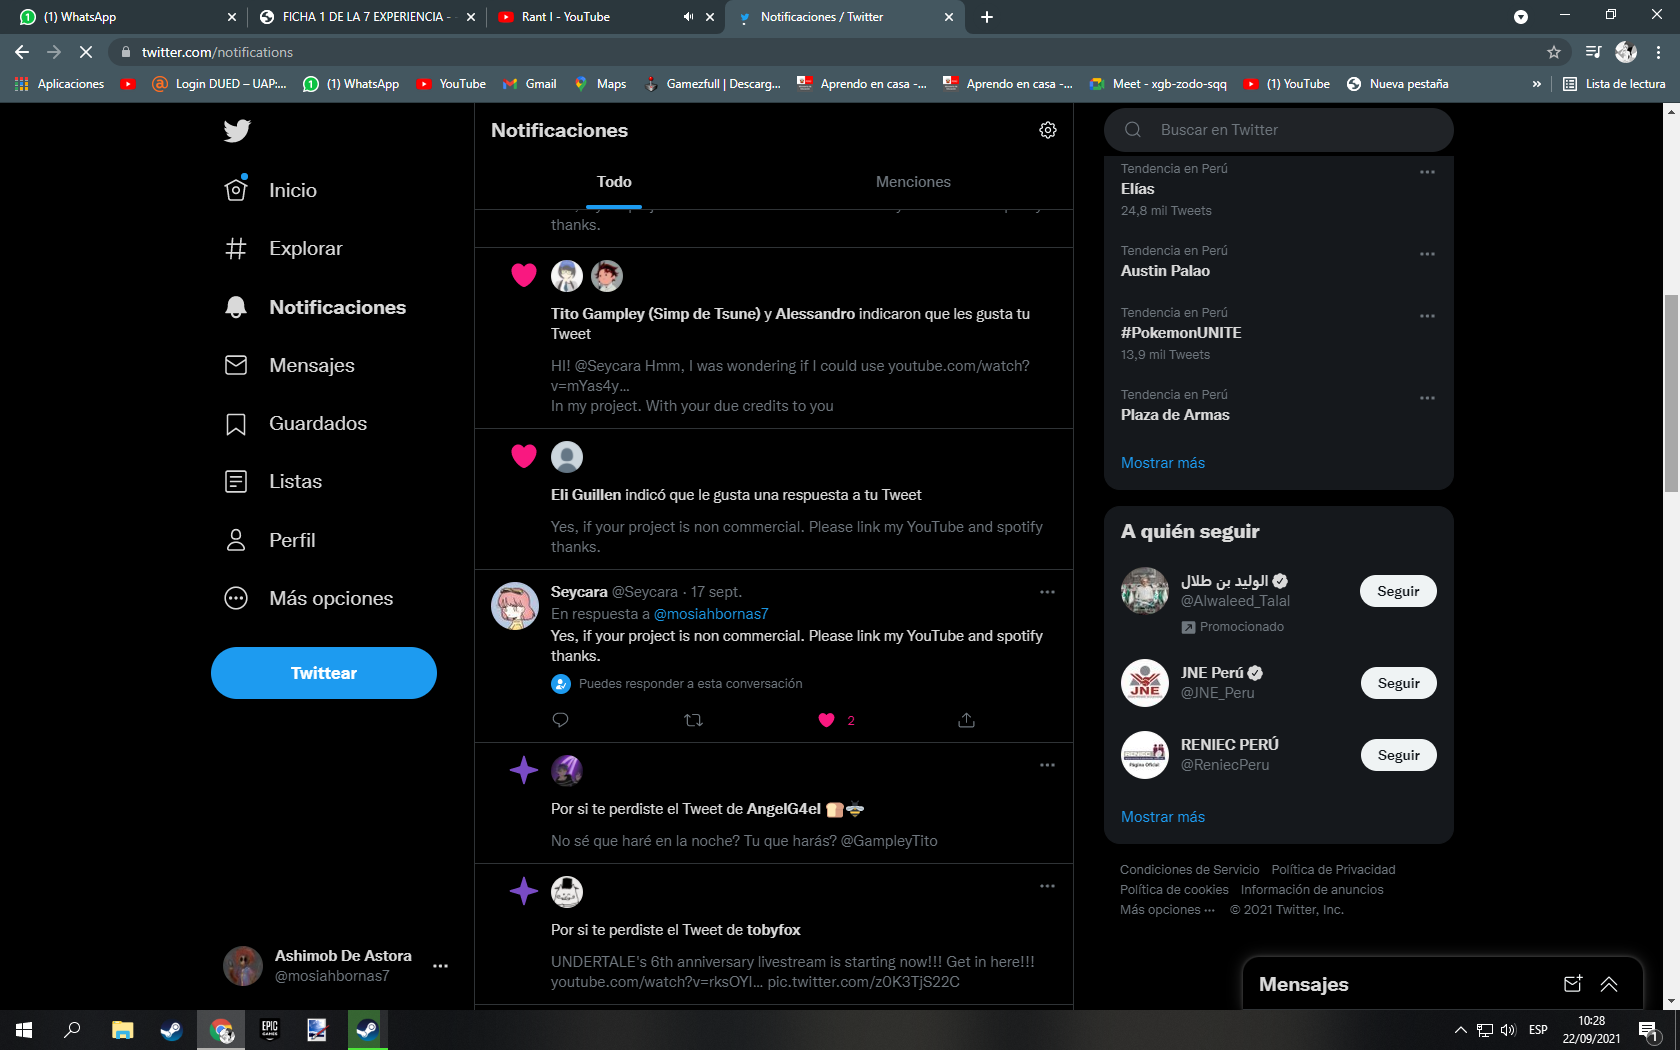 (1) WhatsApp
FICHA 1 DE LA 7 EXPERIENCIA -
Rant I - YouTube
Notificaciones / Twitter
twitter.com/notifications
Aplicaciones
Login DUED – UAP:...
(1) WhatsApp
YouTube
Gmail
Maps
Gamezfull | Descarg...
Aprendo en casa -...
Aprendo en casa -...
Meet - xgb-zodo-sqq
(1) YouTube
Nueva pestaña
»
Lista de lectura
Inicio
Explorar
Notificaciones
Mensajes
Guardados
Listas
Perfil
Más opciones
Twittear
Ashimob De Astora
@mosiahbornas7
Notificaciones
Todo
Menciones
thanks.
Tito Gampley (Simp de Tsune) y Alessandro indicaron que les gusta tu
Tweet
HI! @Seycara Hmm, I was wondering if I could use youtube.com/watch?
v=mYas4y...
In my project. With your due credits to you
Eli Guillen indicó que le gusta una respuesta a tu Tweet
Yes, if your project is non commercial. Please link my YouTube and spotify
thanks.
Seycara @Seycara · 17 sept.
En respuesta a @mosiahbornas7
Yes, if your project is non commercial. Please link my YouTube and spotify
thanks.
Puedes responder a esta conversación
2
Por si te perdiste el Tweet de AngelG4el 🍞🐝
No sé que haré en la noche? Tu que harás? @GampleyTito
Por si te perdiste el Tweet de tobyfox
UNDERTALE's 6th anniversary livestream is starting now!!! Get in here!!!
youtube.com/watch?v=rksOYI... pic.twitter.com/z0K3TjS22C
Buscar en Twitter
Tendencia en Perú
Elías
24,8 mil Tweets
Tendencia en Perú
Austin Palao
Tendencia en Perú
#PokemonUNITE
13,9 mil Tweets
Tendencia en Perú
Plaza de Armas
Mostrar más
A quién seguir
الوليد بن طلال
@Alwaleed_Talal
Promocionado
Seguir
JNE
JNE Perú
@JNE_Peru
Seguir
RENIEC
Página Oficial
RENIEC PERÚ
@ReniecPeru
Seguir
Mostrar más
Condiciones de Servicio Política de Privacidad
Política de cookies Información de anuncios
Más opciones ··· © 2021 Twitter, Inc.
Mensajes
EPIC
GAMES
ESP
10:28
22/09/2021
1